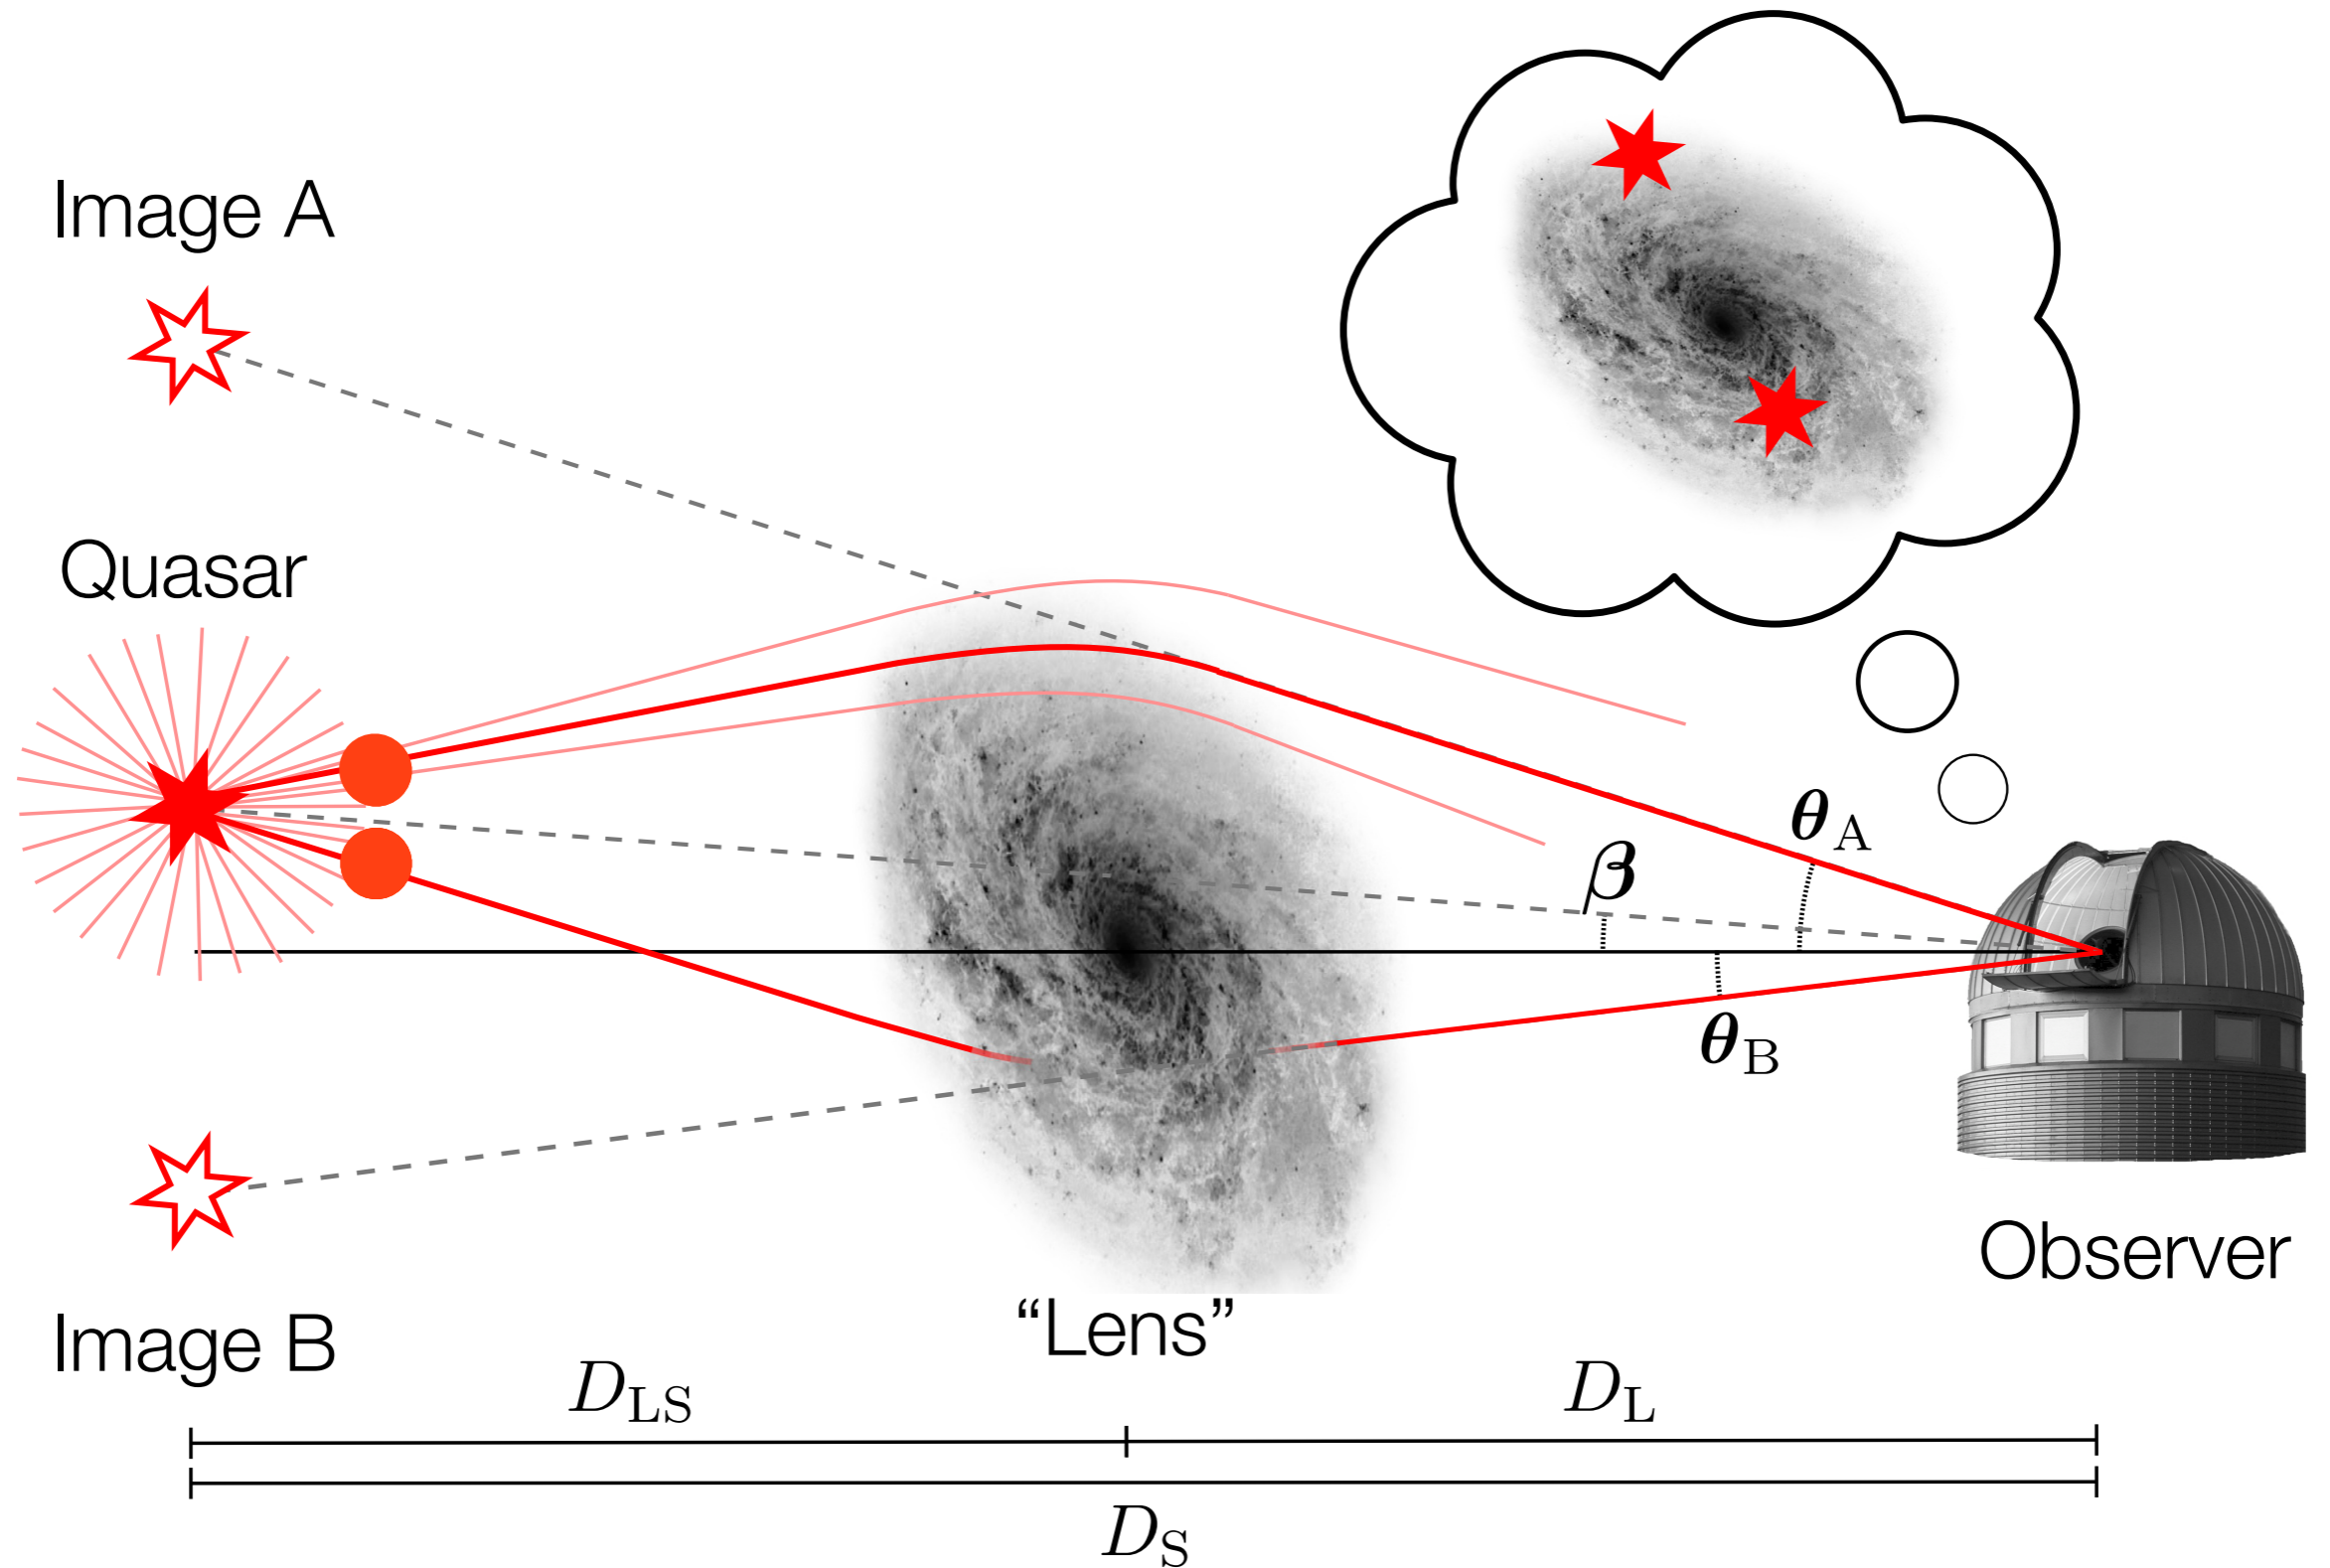 Image A
Quasar
θA
β
θB
Observer
“Lens”
Image B
DLS
DL
DS